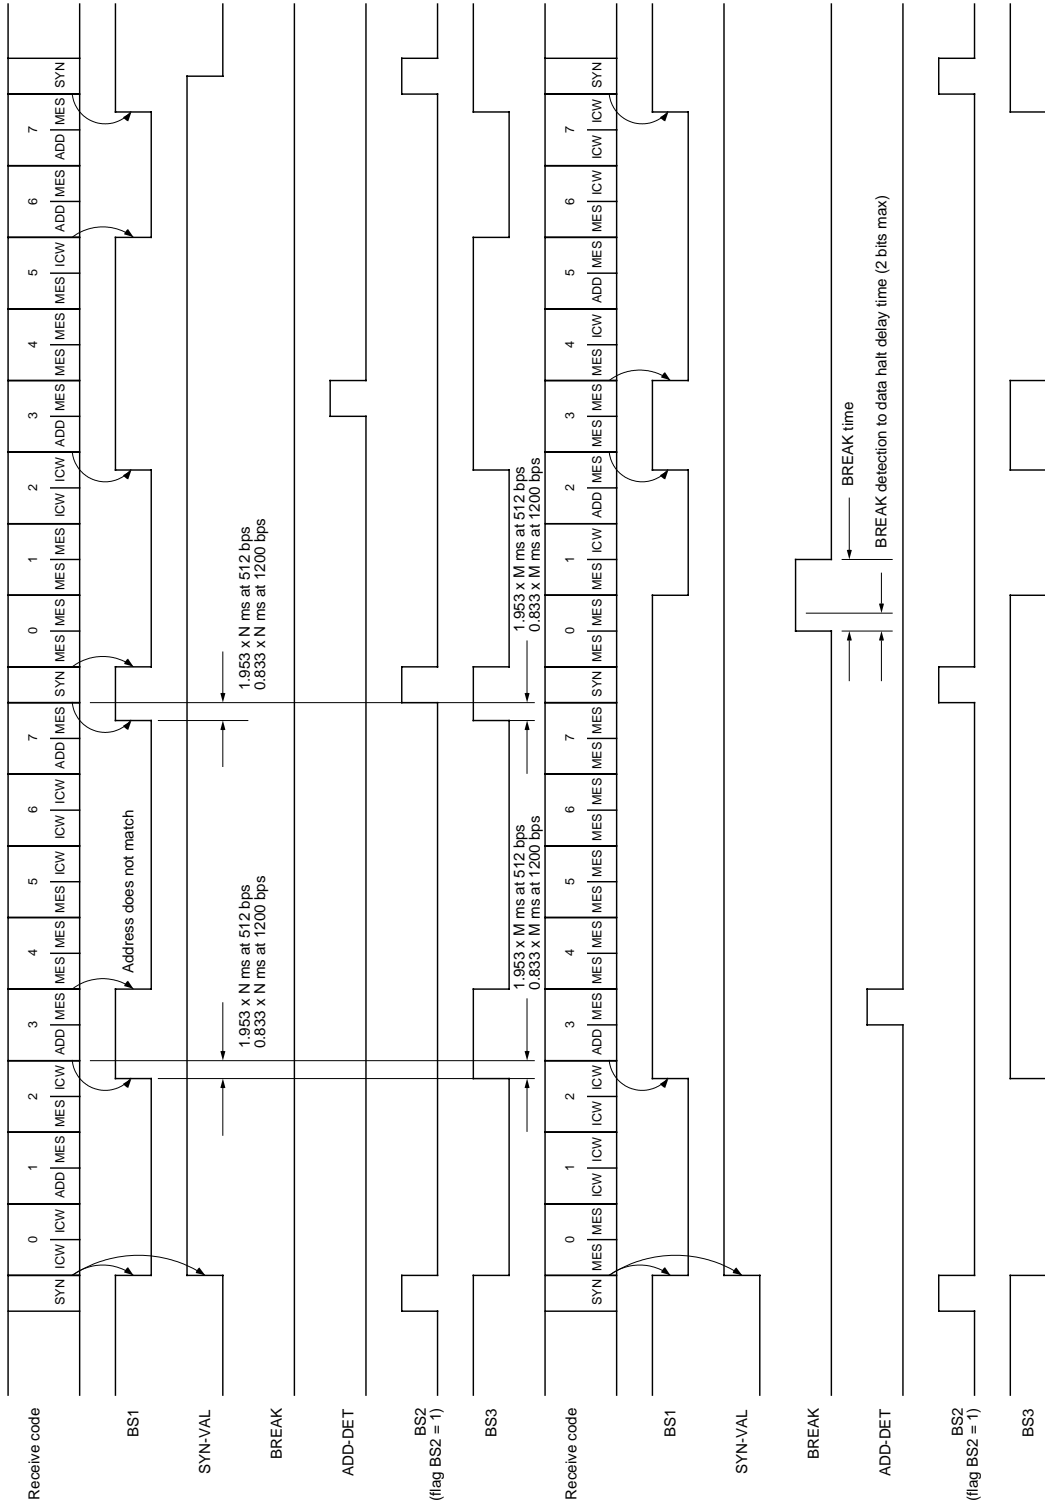 0 1 2 3 4 5 6 7 0 1 2 3 4 5 6 7
Receive code SYN ICW ICW ADD MES MES ICW ADD MES MES MES MES ICW ICW ICW ADD MES SYN MES MES MES MES ICW ICW ADD MES MES MES MES ICW ADD MES ADD MES SYN
BS1
Address does not match
SYN-VAL
1.953 x N ms at 512 bps
0.833 x N ms at 1200 bps
1.953 x N ms at 512 bps
0.833 x N ms at 1200 bps
BREAK
ADD-DET
BS2
(flag BS2 = 1)
BS3
1.953 x M ms at 512 bps
0.833 x M ms at 1200 bps
1.953 x M ms at 512 bps
0.833 x M ms at 1200 bps
0 1 2 3 4 5 6 7 0 1 2 3 4 5 6 7
Receive code SYN MES MES ICW ICW ICW ICW ADD MES MES MES MES MES MES MES MES MES SYN MES MES MES ICW ADD MES MES MES MES ICW ADD MES MES ICW ICW ICW SYN
BS1
SYN-VAL
BREAK
BREAK time
ADD-DET
BREAK detection to data halt delay time (2 bits max)
BS2
(flag BS2 = 1)
BS3